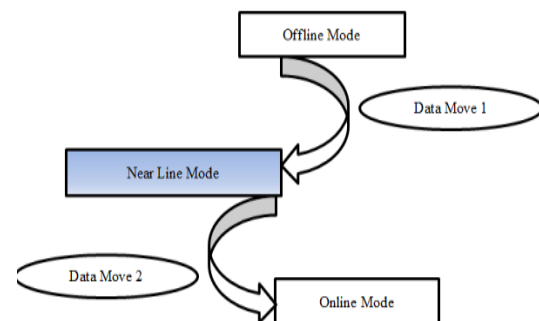 Offline Mode
Data Move 1
Near Line Mode
Data Move 2
Online Mode